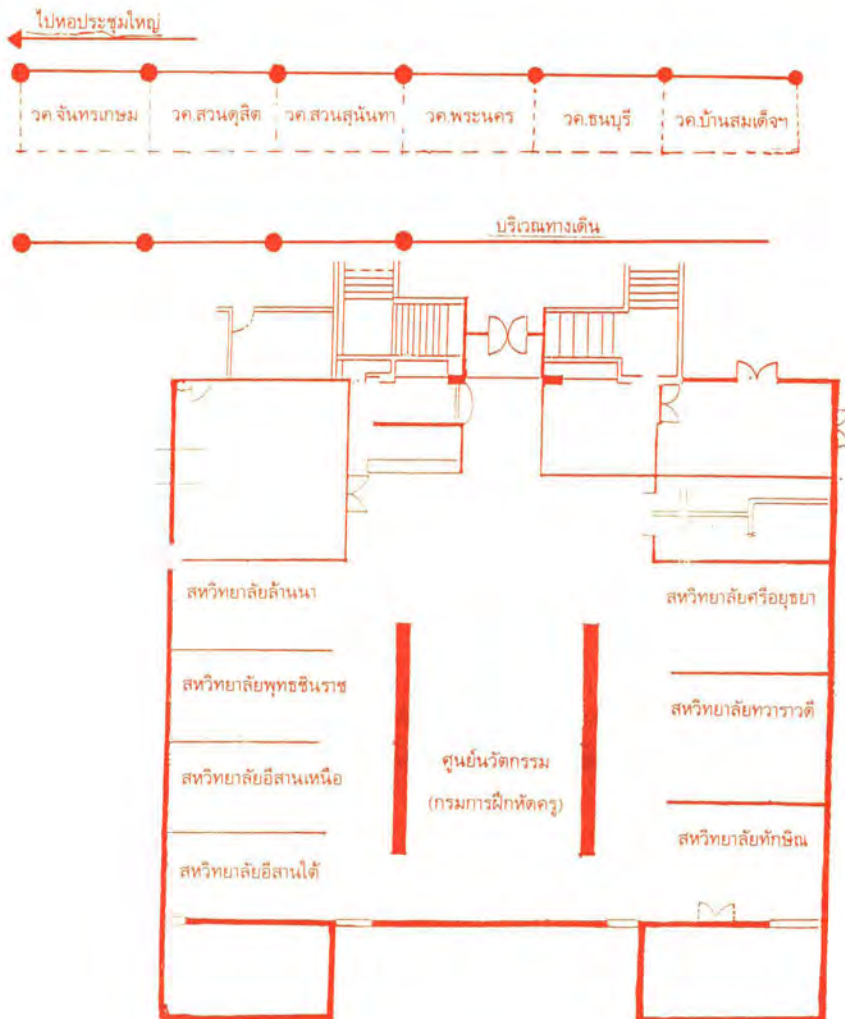 ไปหอประชุมใหญ่
วค.จันทรเกษม วค.สวนดุสิต วค.สวนสุนันทา วค.พระนคร วค.ธนบุรี วค.บ้านสมเด็จฯ
บริเวณทางเดิน
สหวิทยาลัยล้านนา
สหวิทยาลัยศรีอยุธยา
สหวิทยาลัยพุทธชินราช
สหวิทยาลัยทวาราวดี
ศูนย์นวัตกรรม
สหวิทยาลัยอีสานเหนือ
(กรมการฝึกหัดครู)
สหวิทยาลัยทักษิณ
สหวิทยาลัยอีสานใต้